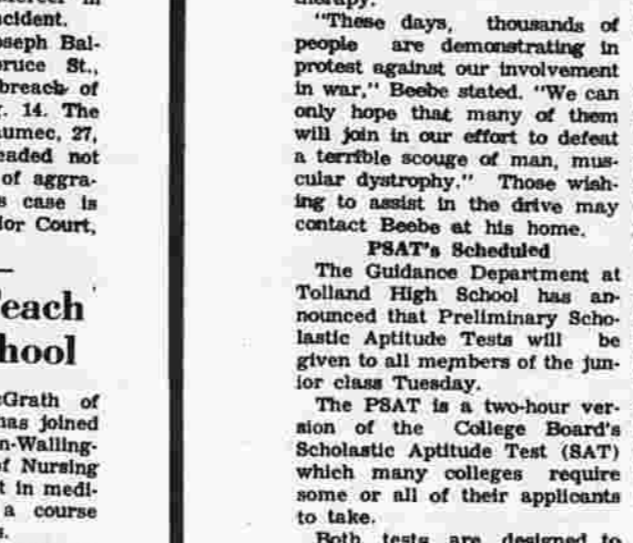 cident.
oseph Bal-
ruce St.,
breach of
. 14. The
aumec, 27,
eaded not
of aggra-
s case is
ior Court,
each
hool
Grath of
has joined
n-Walling-
of Nursing
t in medi-
a course
s.
therapy.
"These days, thousands of
people are demonstrating in
protest against our involvement
in war," Beebe stated. "We can
only hope that many of them
will join in our effort to defeat
a terrible scouge of man, mus-
cular dystrophy." Those wish-
ing to assist in the drive may
contact Beebe at his home.
PSAT's Scheduled
The Guidance Department at
Tolland High School has an-
nounced that Preliminary Scho-
lastic Aptitude Tests will be
given to all members of the jun-
ior class Tuesday.
The PSAT is a two-hour ver-
sion of the College Board's
Scholastic Aptitude Test (SAT)
which many colleges require
some or all of their applicants
to take.
Both tests are designed to